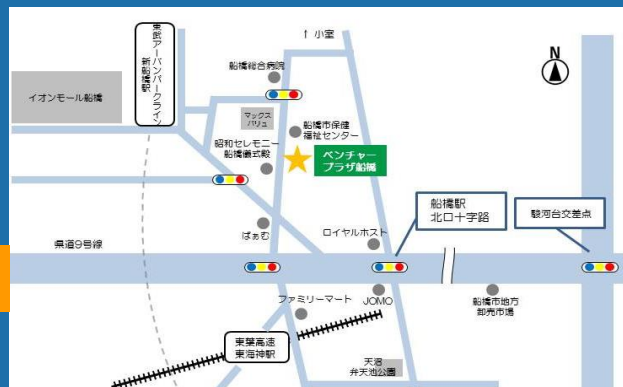 ↑ 小室
N
東武アーバンパークライン
新船橋駅
イオンモール船橋
船橋総合病院
マックス
バリュ
船橋市保健
福祉センター
昭和セレモニー
船橋儀式殿
ベンチャー
プラザ船橋
船橋駅
北口十字路
駿河台交差点
ばぁむ
ロイヤルホスト
県道9号線
ファミリーマート
JOMO
船橋市地方
卸売市場
東葉高速
東海神駅
天沼
弁天池公園